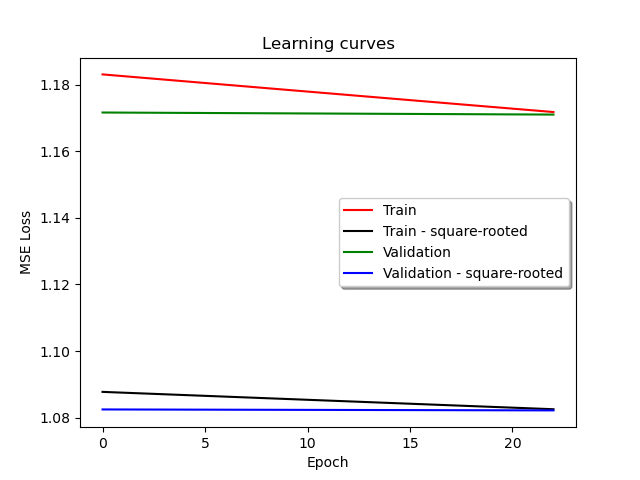 Learning curves
MSE Loss
1.18
1.16
1.14
1.12
1.10
1.08
Train
Train - square-rooted
Validation
Validation - square-rooted
0
5
10
15
20
Epoch